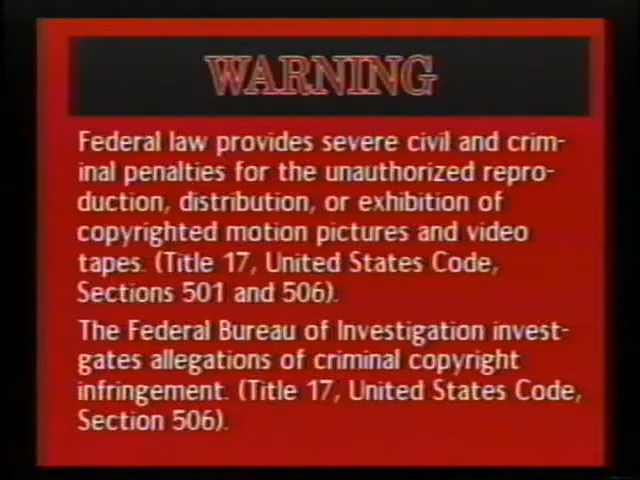 WARNING
Federal law provides severe civil and crim-
inal penalties for the unauthorized repro-
duction, distribution, or exhibition of
copyrighted motion pictures and video
tapes. (Title 17, United States Code,
Sections 501 and 506).
The Federal Bureau of Investigation invest-
gates allegations of criminal copyright
infringement. (Title 17, United States Code,
Section 506).